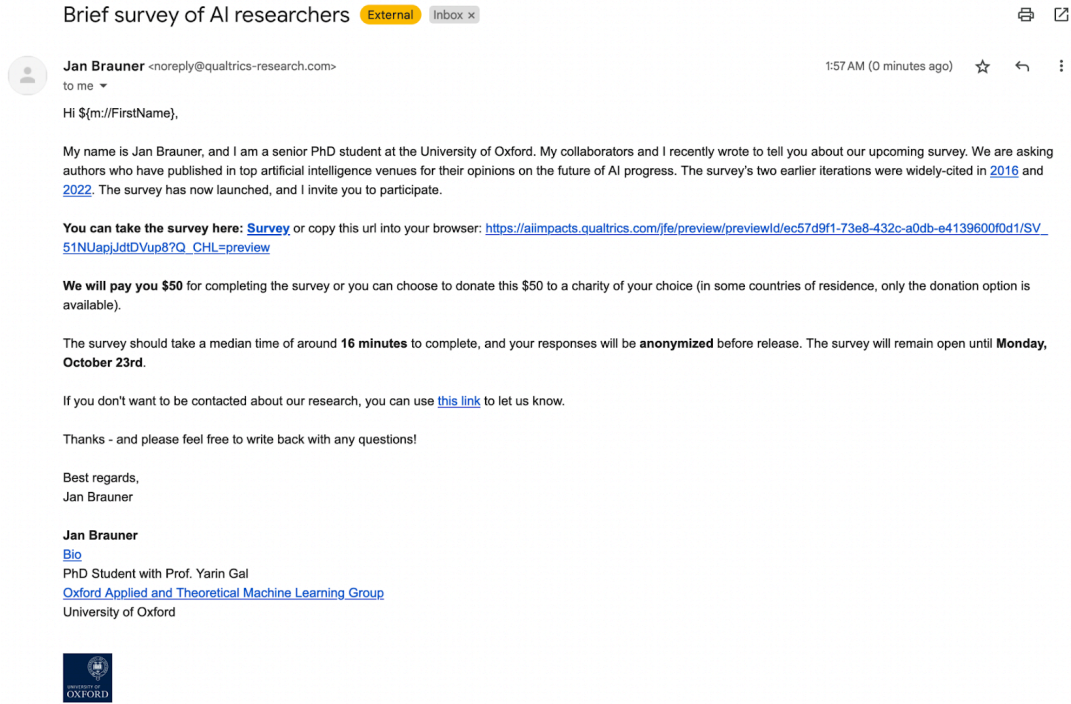 Brief survey of AI researchers External Inbox ×
Jan Brauner <noreply@qualtrics-research.com> 1:57 AM (0 minutes ago)
to me
Hi ${m://FirstName},
My name is Jan Brauner, and I am a senior PhD student at the University of Oxford. My collaborators and I recently wrote to tell you about our upcoming survey. We are asking
authors who have published in top artificial intelligence venues for their opinions on the future of AI progress. The survey's two earlier iterations were widely-cited in 2016 and
2022. The survey has now launched, and I invite you to participate.
You can take the survey here: Survey or copy this url into your browser: https://aiimpacts.qualtrics.com/jfe/preview/previewId/ec57d9f1-73e8-432c-a0db-e4139600f0d1/SV_
51NUapjJdtDVup8?Q_CHL=preview
We will pay you $50 for completing the survey or you can choose to donate this $50 to a charity of your choice (in some countries of residence, only the donation option is
available).
The survey should take a median time of around 16 minutes to complete, and your responses will be anonymized before release. The survey will remain open until Monday,
October 23rd.
If you don't want to be contacted about our research, you can use this link to let us know.
Thanks - and please feel free to write back with any questions!
Best regards,
Jan Brauner
Jan Brauner
Bio
PhD Student with Prof. Yarin Gal
Oxford Applied and Theoretical Machine Learning Group
University of Oxford
UNIVERSITY OF
OXFORD